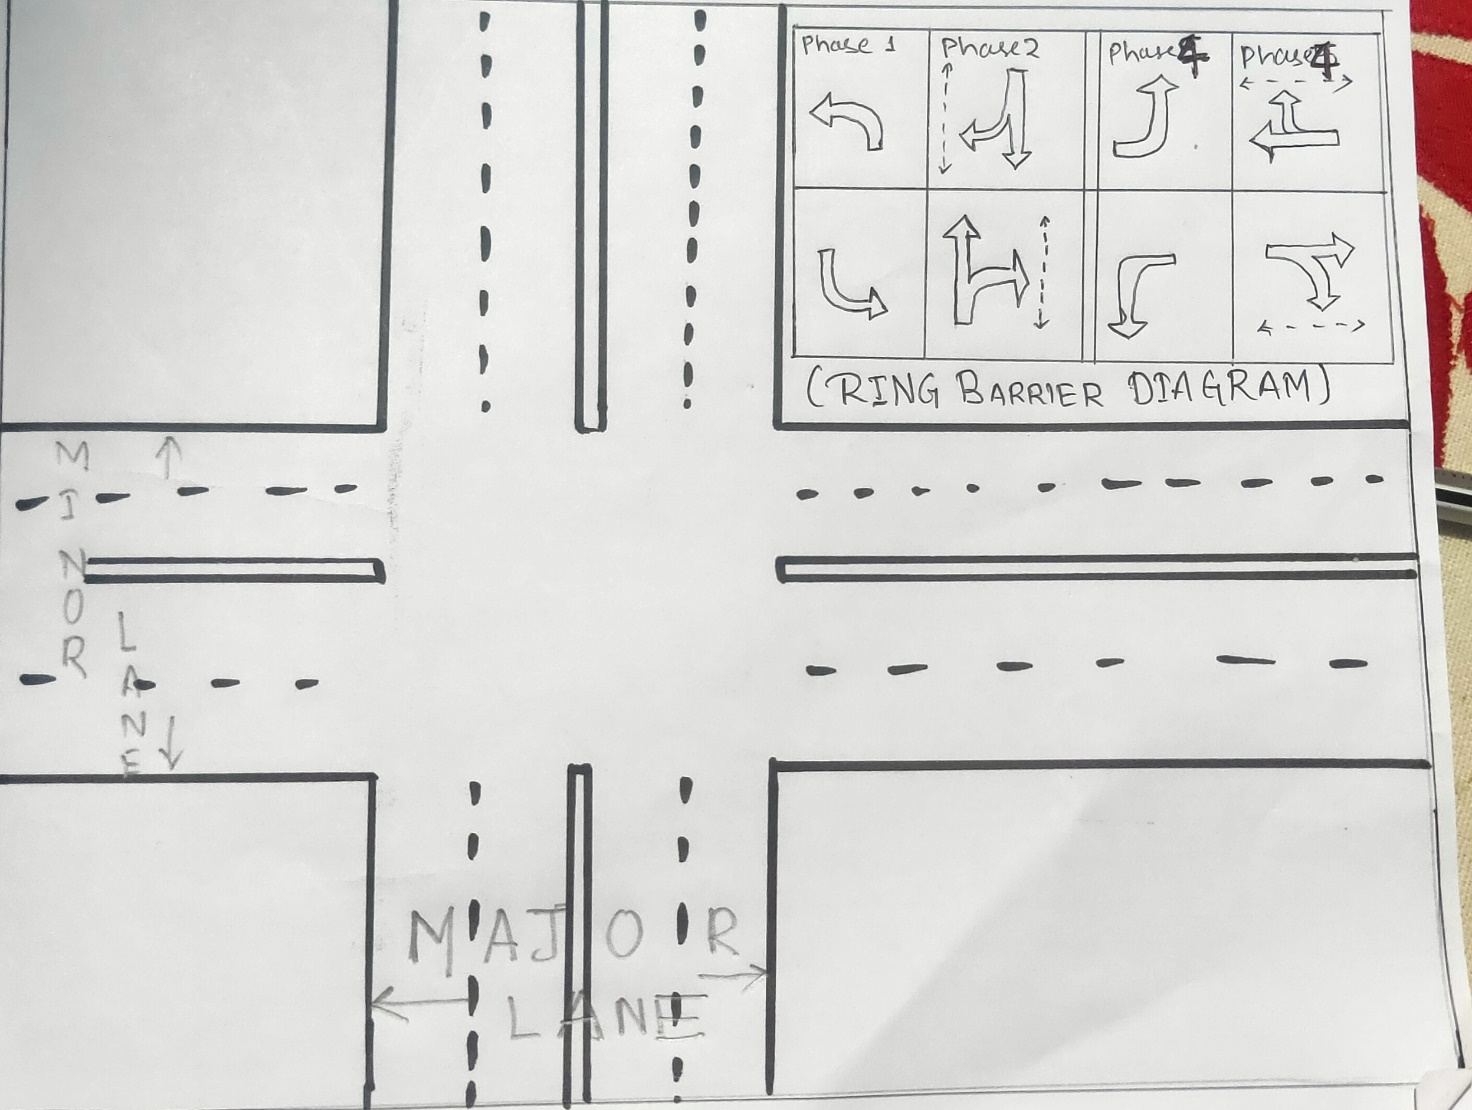 Phase 1
Phase2
Phase4
Phase4
(RING BARRIER DIAGRAM)
MINOR
LANE
MAJOR
LANE